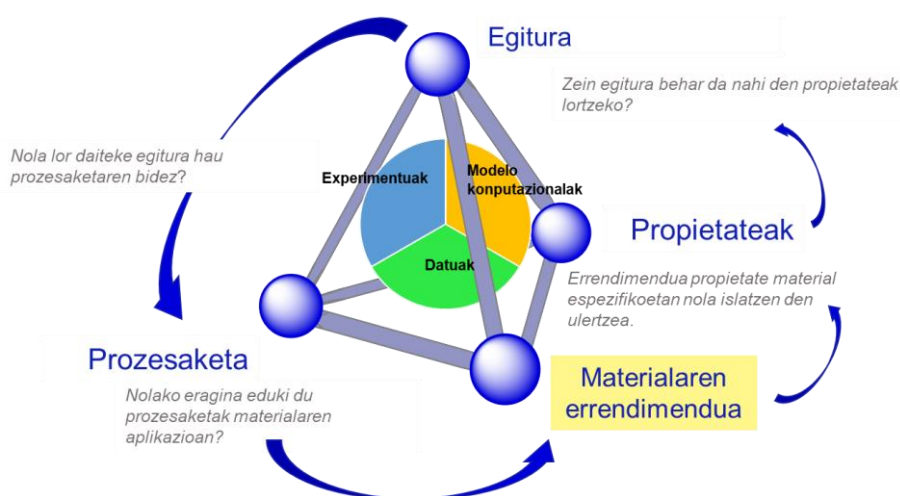 Egitura
Zein egitura behar da nahi den propietateak
lortzeko?
Nola lor daiteke egitura hau
prozesaketaren bidez?
Experimentuak
Modelo
konputazionalak
Datuak
Propietateak
Errendimendua propietate material
espezifikoetan nola islatzen den
ulertzea.
Prozesaketa
Nolako eragina eduki du
prozesaketak materialaren
aplikazioan?
Materialaren
errendimendua